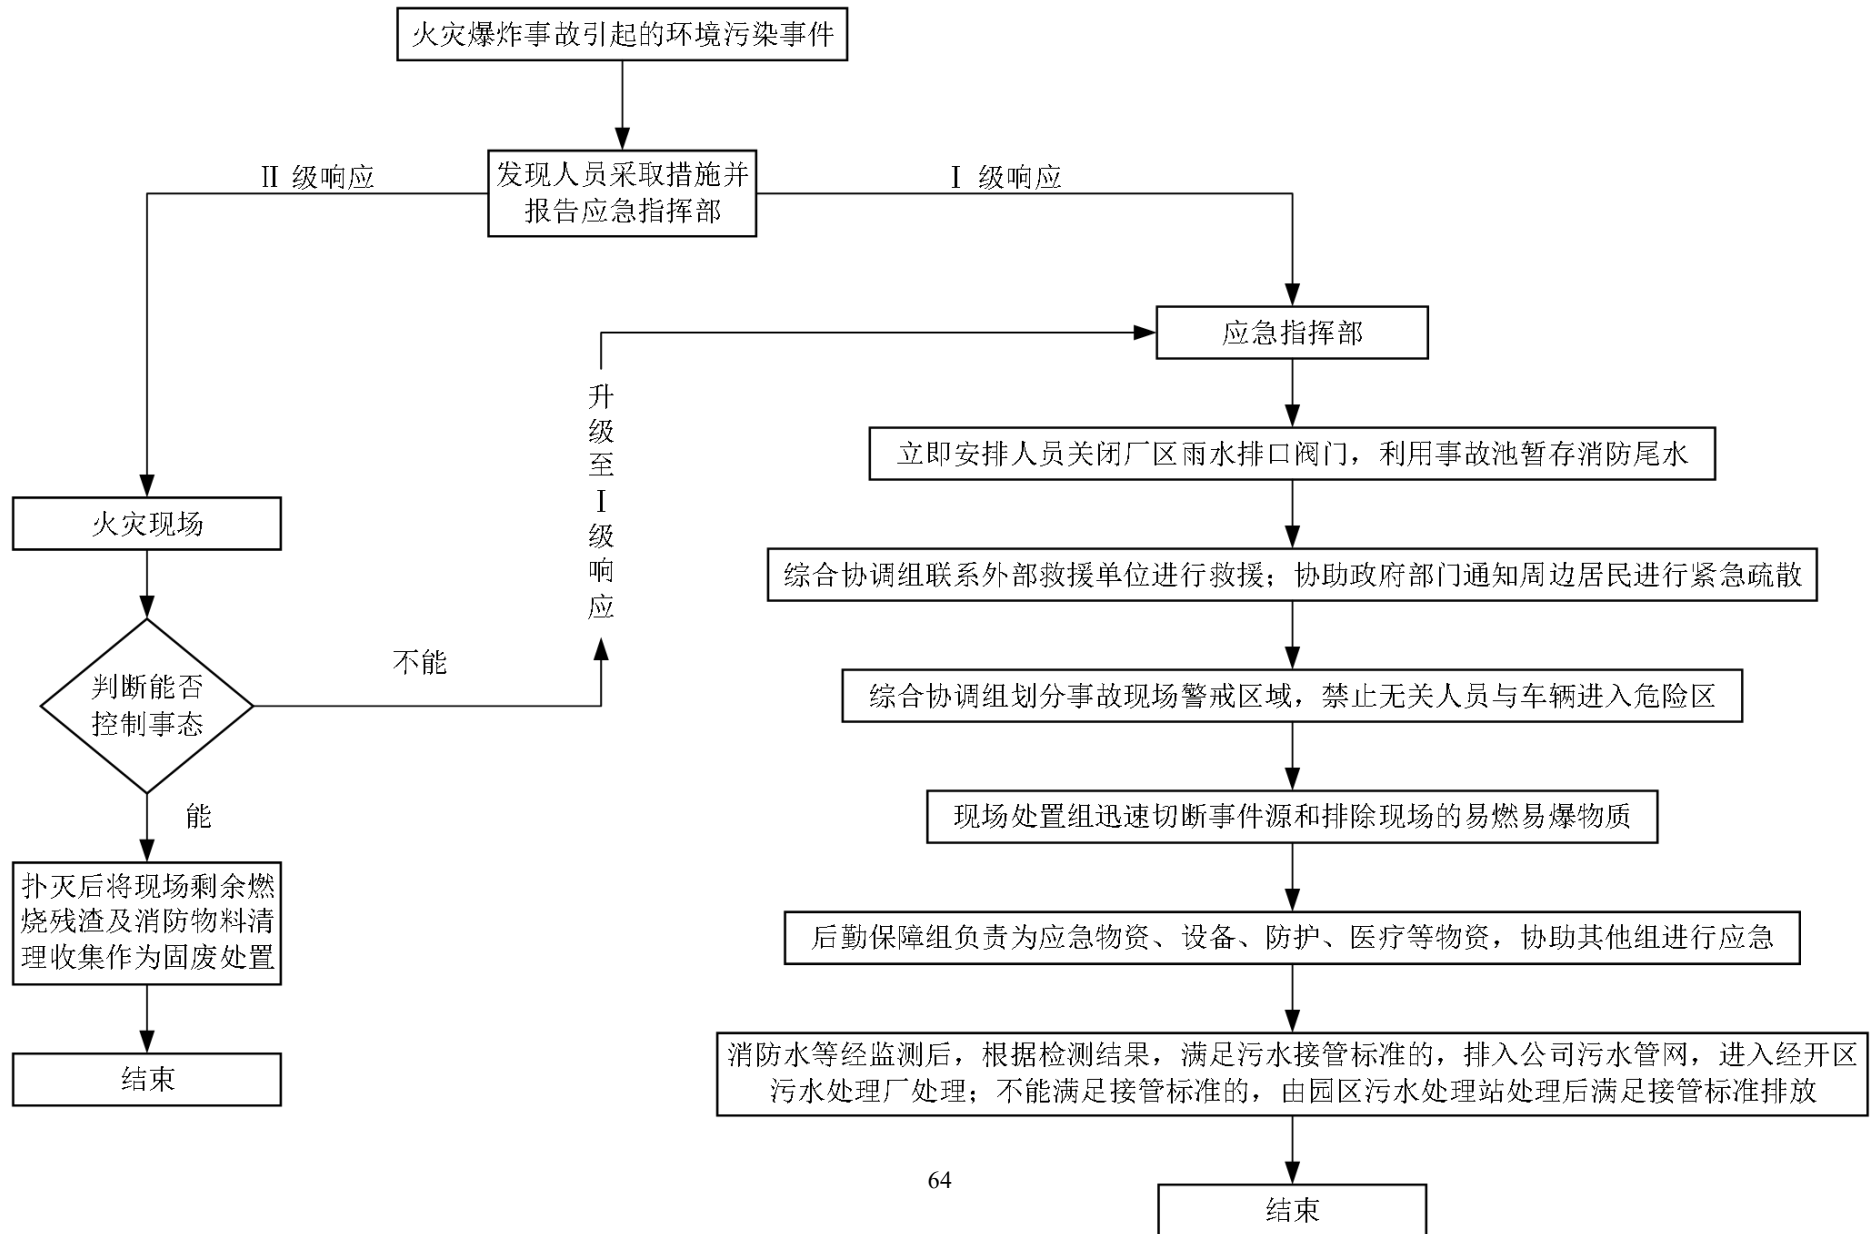 火灾爆炸事故引起的环境污染事件
II 级响应
发现人员采取措施并
报告应急指挥部
I 级响应
应急指挥部
升级至I级响应
立即安排人员关闭厂区雨水排口阀门，利用事故池暂存消防尾水
火灾现场
综合协调组联系外部救援单位进行救援；协助政府部门通知周边居民进行紧急疏散
不能
判断能否
控制事态
综合协调组划分事故现场警戒区域，禁止无关人员与车辆进入危险区
能
现场处置组迅速切断事件源和排除现场的易燃易爆物质
扑灭后将现场剩余燃
烧残渣及消防物料清
理收集作为固废处置
后勤保障组负责为应急物资、设备、防护、医疗等物资，协助其他组进行应急
结束
消防水等经监测后，根据检测结果，满足污水接管标准的，排入公司污水管网，进入经开区
污水处理厂处理；不能满足接管标准的，由园区污水处理站处理后满足接管标准排放
64
结束